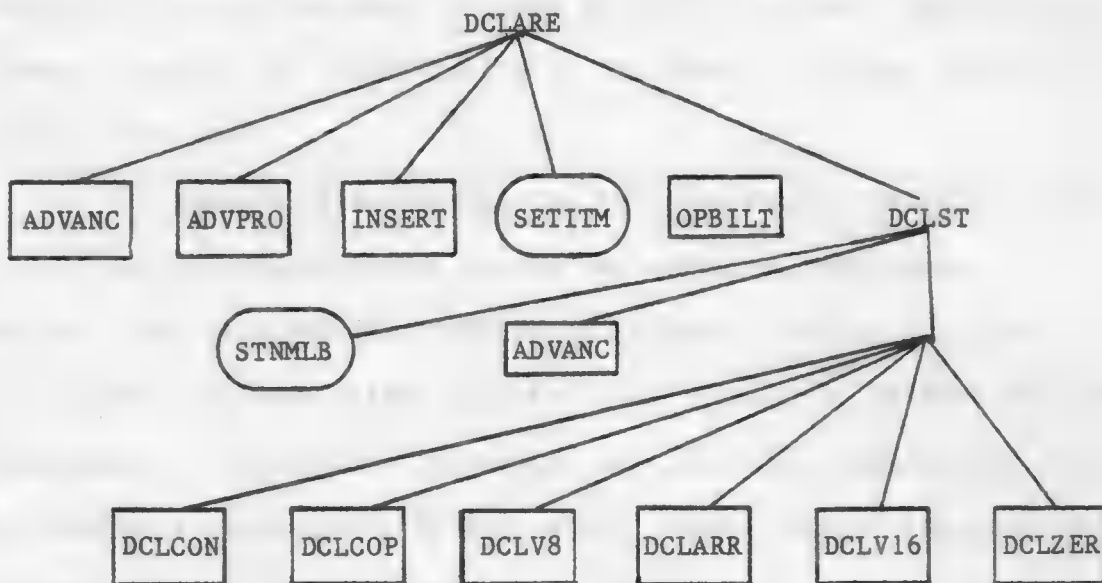 DCLARE
ADVANC ADVPRO INSERT SETITM OPBILT DCLST
STNMLB ADVANC
DCLCON DCLCOP DCLV8 DCLARR DCLV16 DCLZER